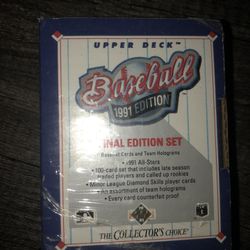 UPPER DECK™
Baseball
1991 EDITION
FINAL EDITION SET
Baseball Cards and Team Holograms
• 1991 All-Stars
• 100-card set that includes late season
traded players and called up rookies
• Minor League Diamond Skills player cards
• An assortment of team holograms
• Every card counterfeit proof
THE COLLECTOR'S CHOICE